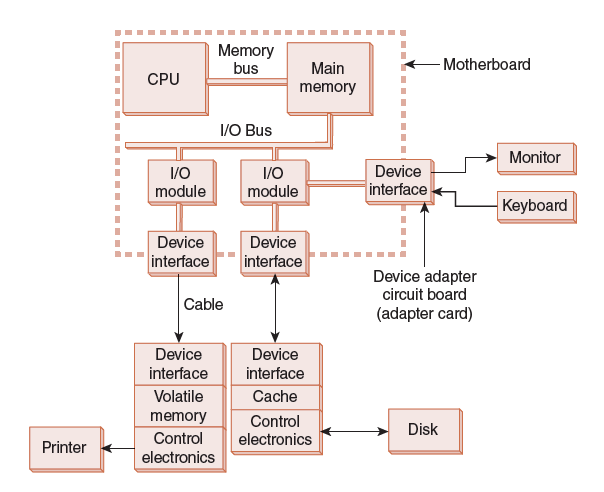 Memory
bus
CPU
Main
memory
Motherboard
I/O Bus
I/O
module
I/O
module
Device
interface
Monitor
Keyboard
Device
interface
Device
interface
Device adapter
circuit board
(adapter card)
Cable
Device
interface
Volatile
memory
Control
electronics
Device
interface
Cache
Control
electronics
Printer
Disk